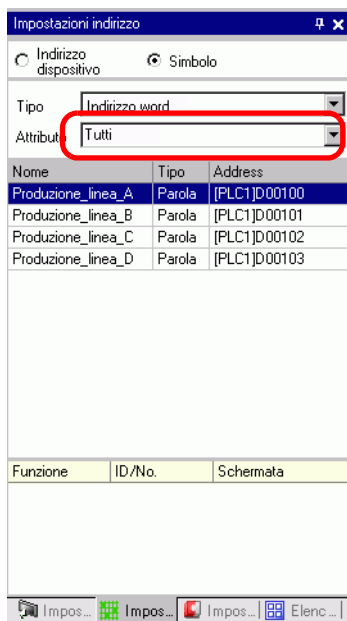 Impostazioni indirizzo
Indirizzo dispositivo
Simbolo
Tipo Indirizzo word
Attributo Tutti
Nome Tipo Address
Produzione_linea_A Parola [PLC1]D00100
Produzione_linea_B Parola [PLC1]D00101
Produzione_linea_C Parola [PLC1]D00102
Produzione_linea_D Parola [PLC1]D00103
Funzione ID/No. Schermata
Impos... Impos... Impos... Elenc...